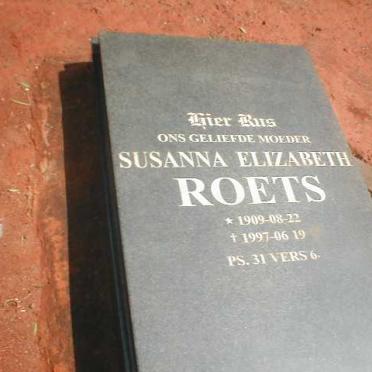 Hier Rus
ONS GELIEFDE MOEDER
SUSANNA ELIZABETH
ROETS
★ 1909-08-22
† 1997-06 19
PS. 31 VERS 6.